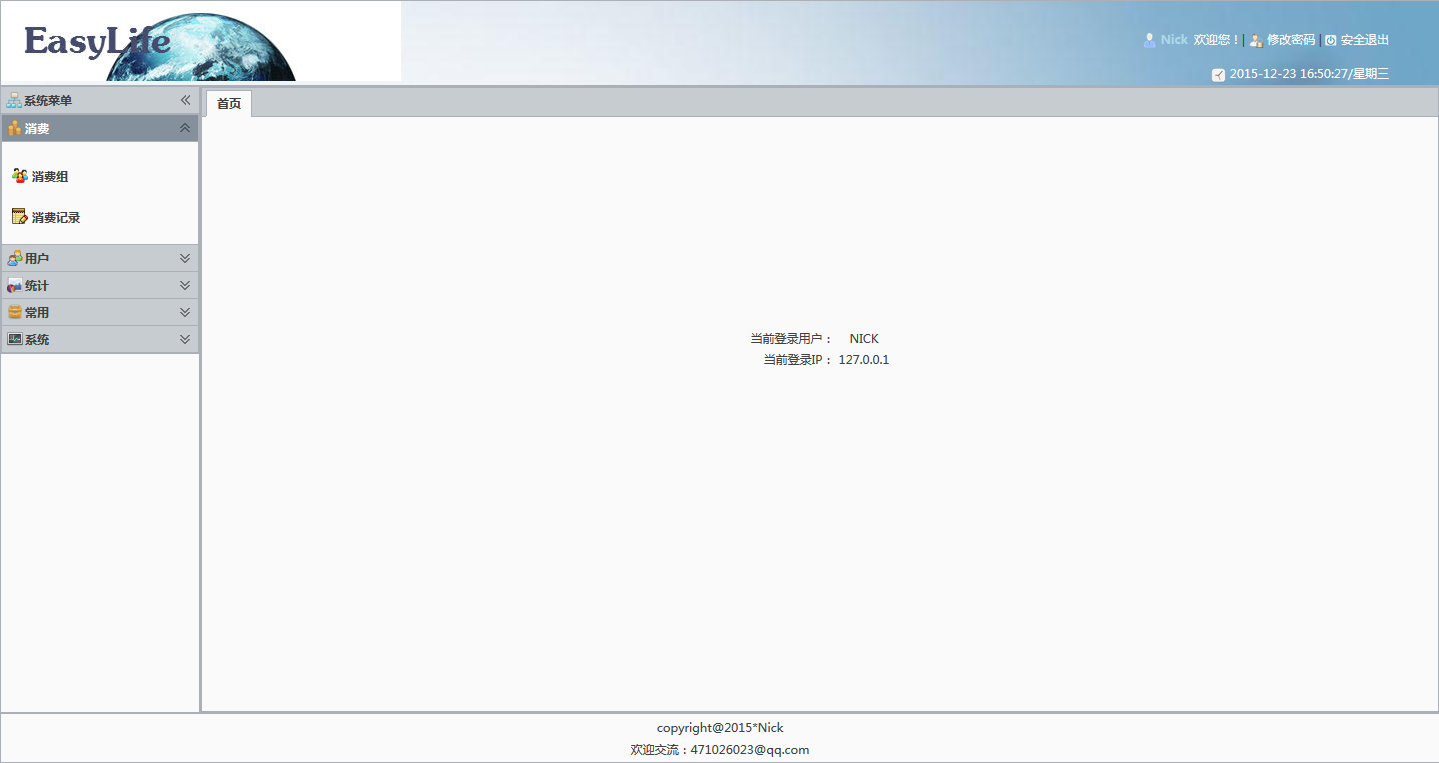 EasyLife
Nick 欢迎您！| 修改密码 | 安全退出
2015-12-23 16:50:27/星期三
系统菜单
消费
消费组
消费记录
用户
统计
常用
系统
首页
当前登录用户： NICK
当前登录IP： 127.0.0.1
copyright@2015*Nick
欢迎交流：471026023@qq.com